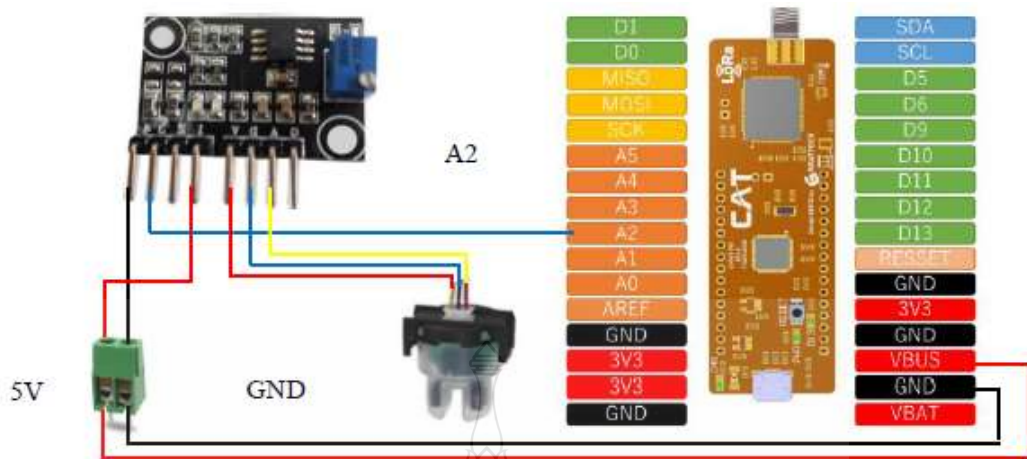 A2
5V
GND
D1
D0
MISO
MOSI
SCK
A5
A4
A3
A2
A1
A0
AREF
GND
3V3
3V3
GND
LoRa
CAT
SDA
SCL
D5
D6
D9
D10
D11
D12
D13
RESSET
GND
3V3
GND
VBUS
GND
VBAT